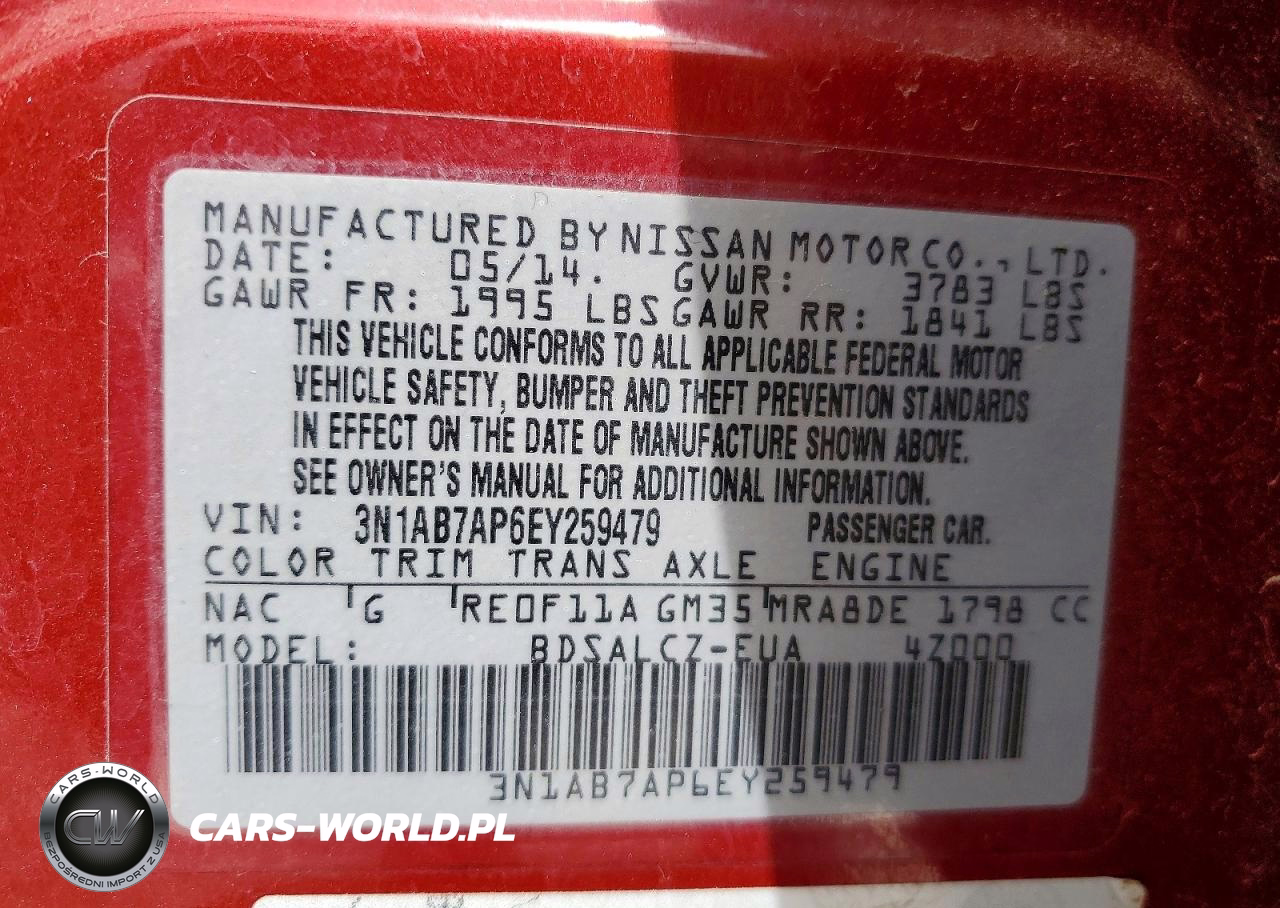 MANUFACTURED BY NISSAN MOTOR CO., LTD.
DATE: 05/14. GVWR: 3783 LBS
GAWR FR: 1995 LBS GAWR RR: 1841 LBS
THIS VEHICLE CONFORMS TO ALL APPLICABLE FEDERAL MOTOR
VEHICLE SAFETY, BUMPER AND THEFT PREVENTION STANDARDS
IN EFFECT ON THE DATE OF MANUFACTURE SHOWN ABOVE.
SEE OWNER'S MANUAL FOR ADDITIONAL INFORMATION.
VIN: 3N1AB7AP6EY259479 PASSENGER CAR.
COLOR TRIM TRANS AXLE ENGINE
NAC G RE0F11A GM35 MRA8DE 1798 CC
MODEL: BDSALCZ-EUA 4Z000
3N1AB7AP6EY259479
CARS-WORLD
CW
BEZPOŚREDNI IMPORT Z USA
CARS-WORLD.PL